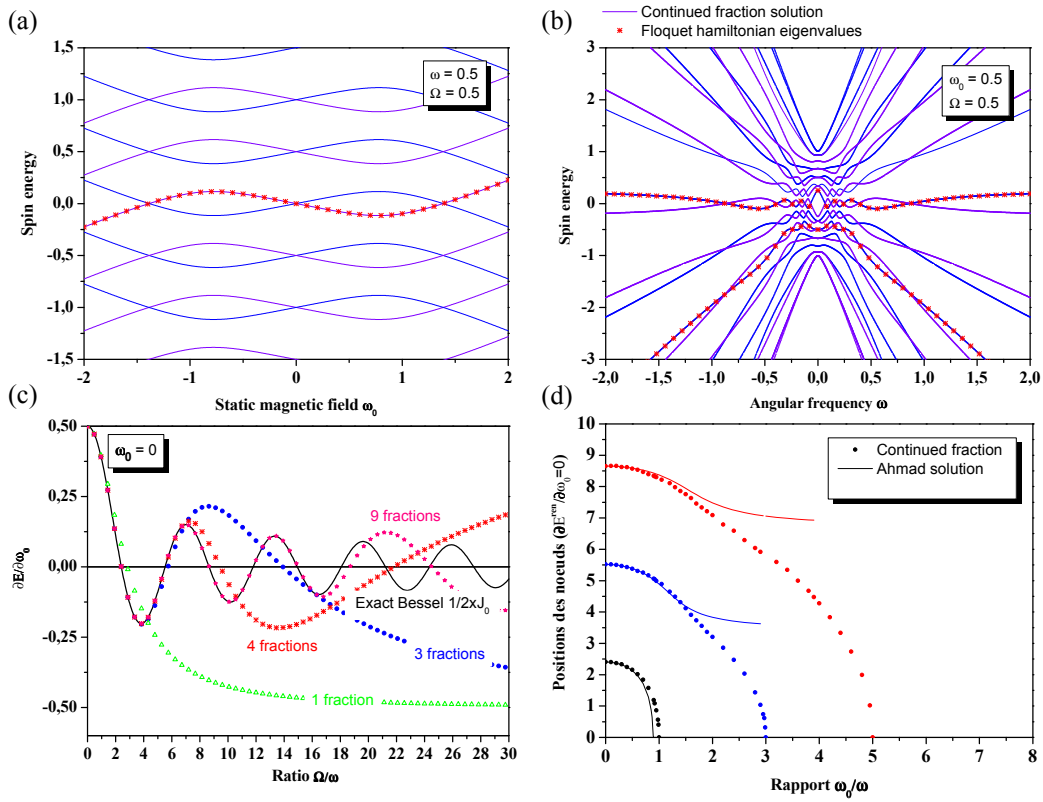 (a)
1,5
1,0
0,5
0,0
-0,5
-1,0
-1,5
-2
-1
0
1
2
Spin energy
Static magnetic field ω₀
ω = 0.5
Ω = 0.5
(b)
Continued fraction solution
Floquet hamiltonian eigenvalues
3
2
1
0
-1
-2
-3
-2,0
-1,5
-1,0
-0,5
0,0
0,5
1,0
1,5
2,0
Spin energy
Angular frequency ω
ω₀ = 0.5
Ω = 0.5
(c)
0,50
0,25
0,00
-0,25
-0,50
0
2
4
6
8
10
12
14
16
18
20
22
24
26
28
30
∂E/∂ω₀
Ratio Ω/ω
ω₀ = 0
9 fractions
Exact Bessel 1/2xJ₀
4 fractions
3 fractions
1 fraction
(d)
10
9
8
7
6
5
4
3
2
1
0
0
1
2
3
4
5
6
7
8
Positions des noeuds (∂Eʳᵉⁿ/∂ω₀=0)
Rapport ω₀/ω
Continued fraction
Ahmad solution